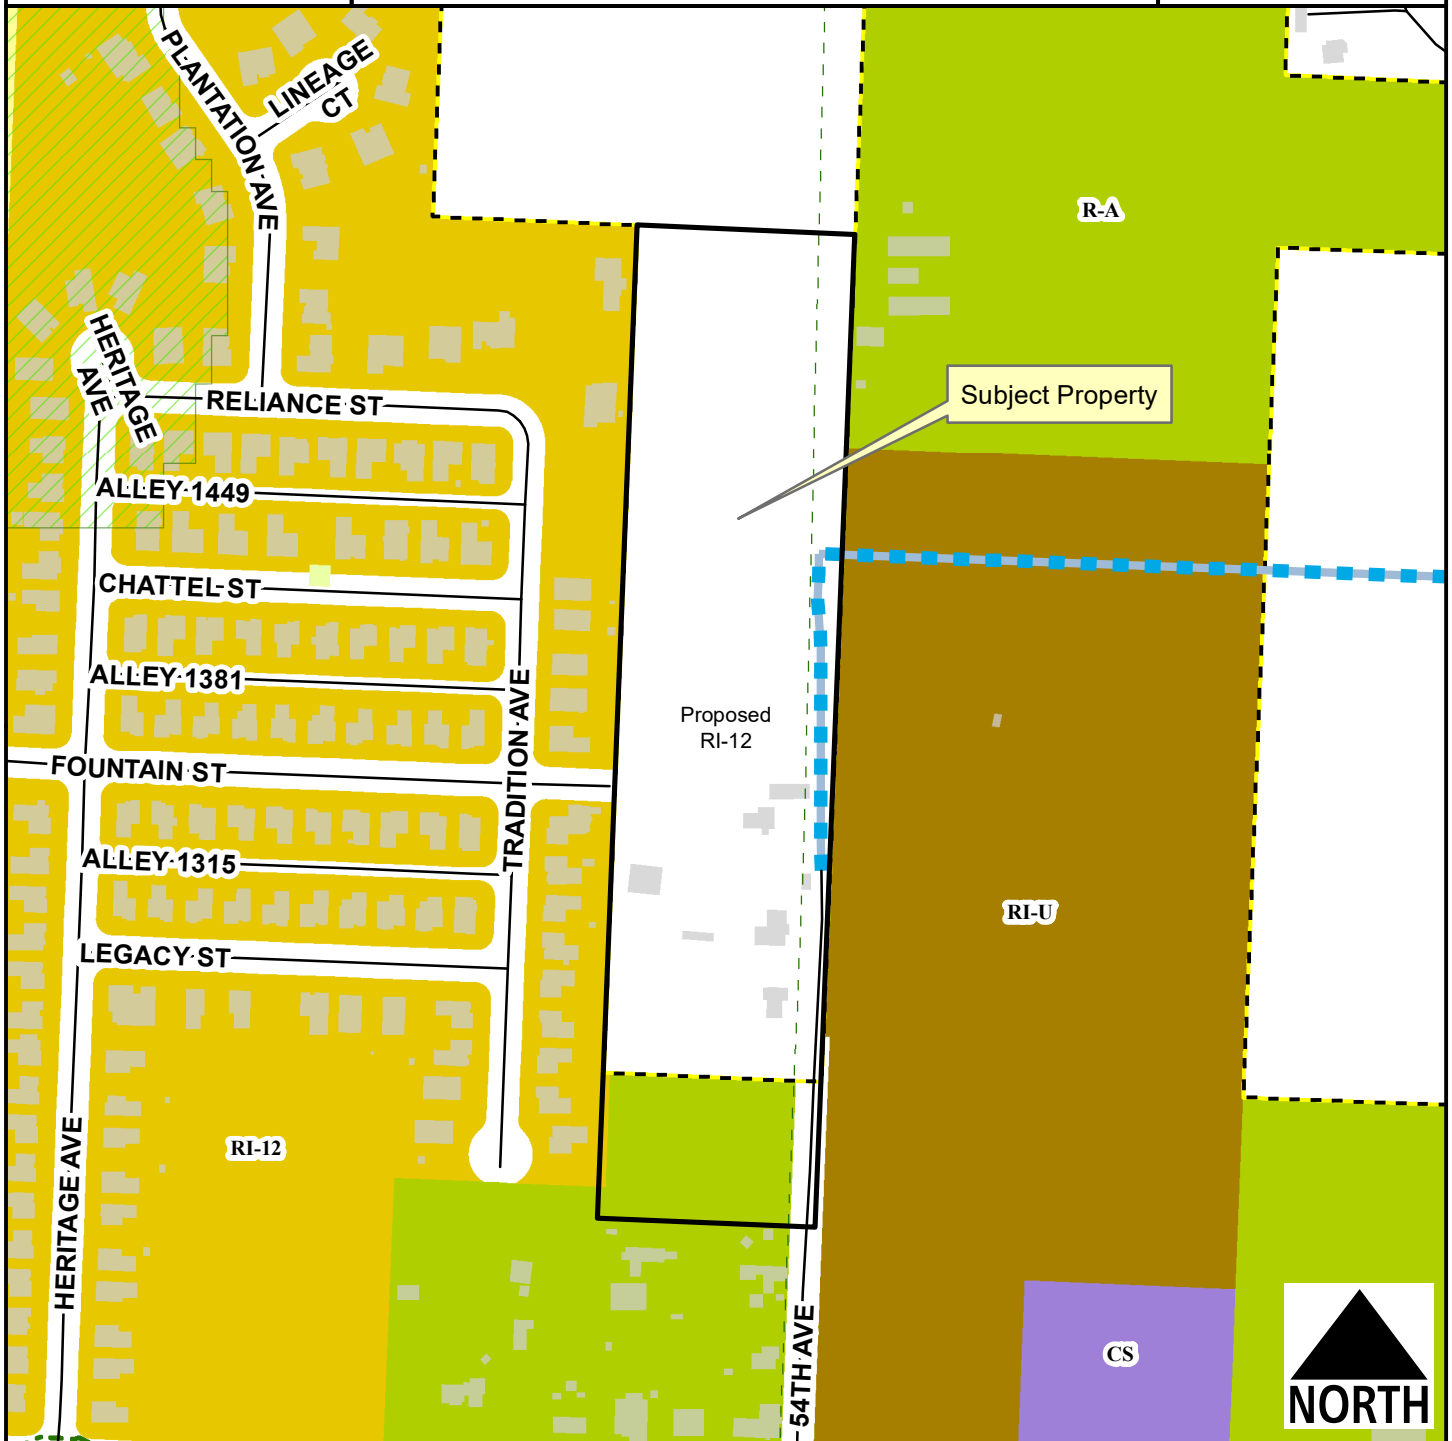 PLANTATION AVE
LINEAGE
CT
R-A
HERITAGE
AVE
Subject Property
RELIANCE ST
ALLEY 1449
CHATTEL ST
ALLEY 1381
TRADITION AVE
Proposed
RI-12
FOUNTAIN ST
ALLEY 1315
RI-U
LEGACY ST
HERITAGE AVE
RI-12
54TH AVE
CS
NORTH